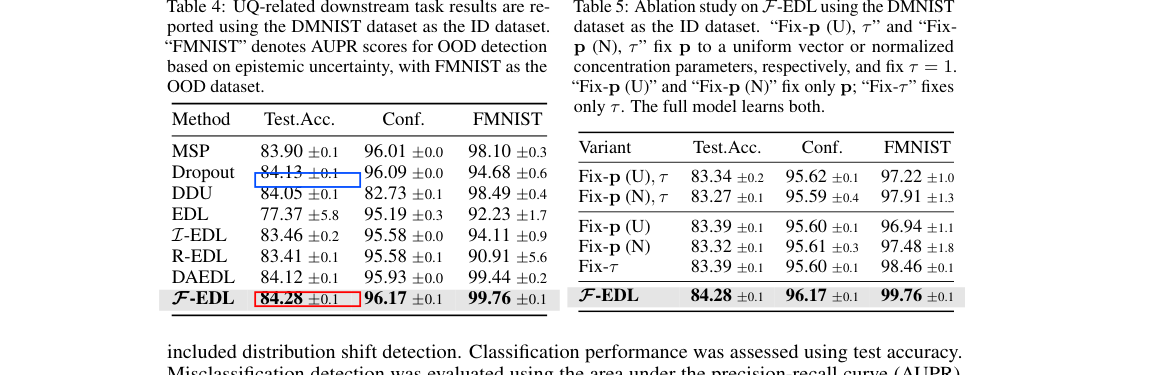 Table 4: UQ-related downstream task results are re-
ported using the DMNIST dataset as the ID dataset.
“FMNIST” denotes AUPR scores for OOD detection
based on epistemic uncertainty, with FMNIST as the
OOD dataset.
Method Test.Acc. Conf. FMNIST
MSP 83.90 ±0.1 96.01 ±0.0 98.10 ±0.3
Dropout 84.13 ±0.1 96.09 ±0.0 94.68 ±0.6
DDU 84.05 ±0.1 82.73 ±0.1 98.49 ±0.4
EDL 77.37 ±5.8 95.19 ±0.3 92.23 ±1.7
ℐ-EDL 83.46 ±0.2 95.58 ±0.0 94.11 ±0.9
R-EDL 83.41 ±0.1 95.58 ±0.1 90.91 ±5.6
DAEDL 84.12 ±0.1 95.93 ±0.0 99.44 ±0.2
ℱ-EDL 84.28 ±0.1 96.17 ±0.1 99.76 ±0.1
Table 5: Ablation study on ℱ-EDL using the DMNIST
dataset as the ID dataset. “Fix-p (U), τ” and “Fix-
p (N), τ” fix p to a uniform vector or normalized
concentration parameters, respectively, and fix τ = 1.
“Fix-p (U)” and “Fix-p (N)” fix only p; “Fix-τ” fixes
only τ. The full model learns both.
Variant Test.Acc. Conf. FMNIST
Fix-p (U), τ 83.34 ±0.2 95.62 ±0.1 97.22 ±1.0
Fix-p (N), τ 83.27 ±0.1 95.59 ±0.4 97.91 ±1.3
Fix-p (U) 83.39 ±0.1 95.60 ±0.1 96.94 ±1.1
Fix-p (N) 83.32 ±0.1 95.61 ±0.3 97.48 ±1.8
Fix-τ 83.39 ±0.1 95.60 ±0.1 98.46 ±0.1
ℱ-EDL 84.28 ±0.1 96.17 ±0.1 99.76 ±0.1
included distribution shift detection. Classification performance was assessed using test accuracy.
Misclassification detection was evaluated using the area under the precision-recall curve (AUPR)